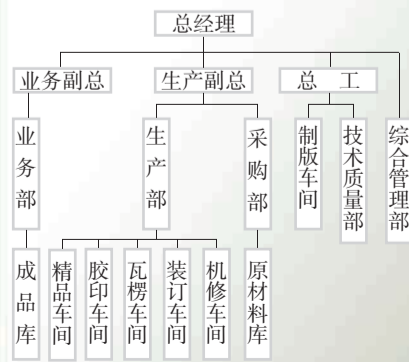 总经理
业务副总
生产副总
总 工
业务部
生产部
采购部
制版车间
技术质量部
综合管理部
成品库
精品车间
胶印车间
瓦楞车间
装订车间
机修车间
原材料库